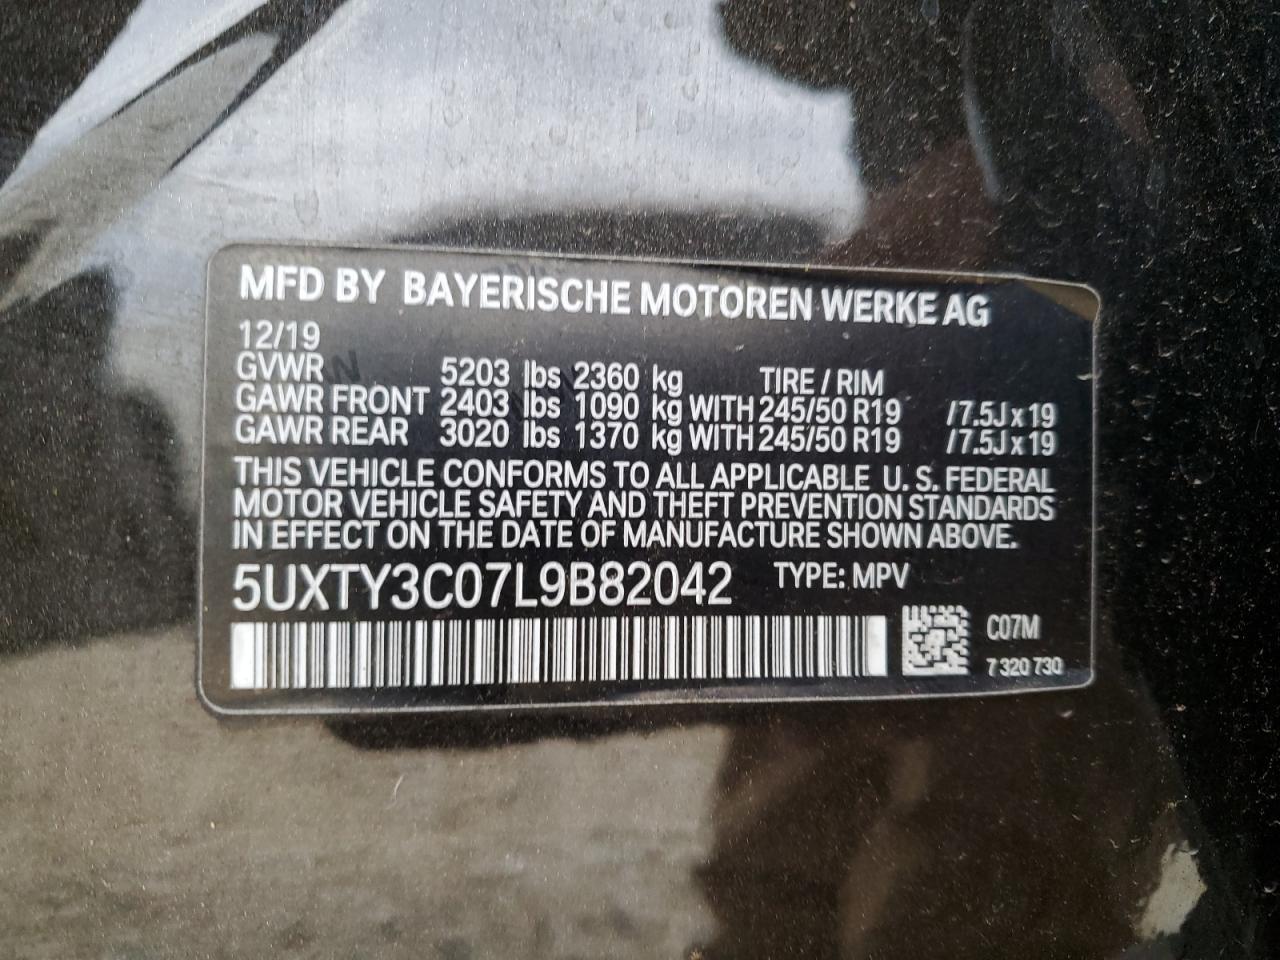 MFD BY BAYERISCHE MOTOREN WERKE AG
12/19
GVWR 5203 lbs 2360 kg TIRE / RIM
GAWR FRONT 2403 lbs 1090 kg WITH 245/50 R19 /7.5J x 19
GAWR REAR 3020 lbs 1370 kg WITH 245/50 R19 /7.5J x 19
THIS VEHICLE CONFORMS TO ALL APPLICABLE U. S. FEDERAL
MOTOR VEHICLE SAFETY AND THEFT PREVENTION STANDARDS
IN EFFECT ON THE DATE OF MANUFACTURE SHOWN ABOVE.
5UXTY3C07L9B82042 TYPE: MPV
C07M
7 320 730